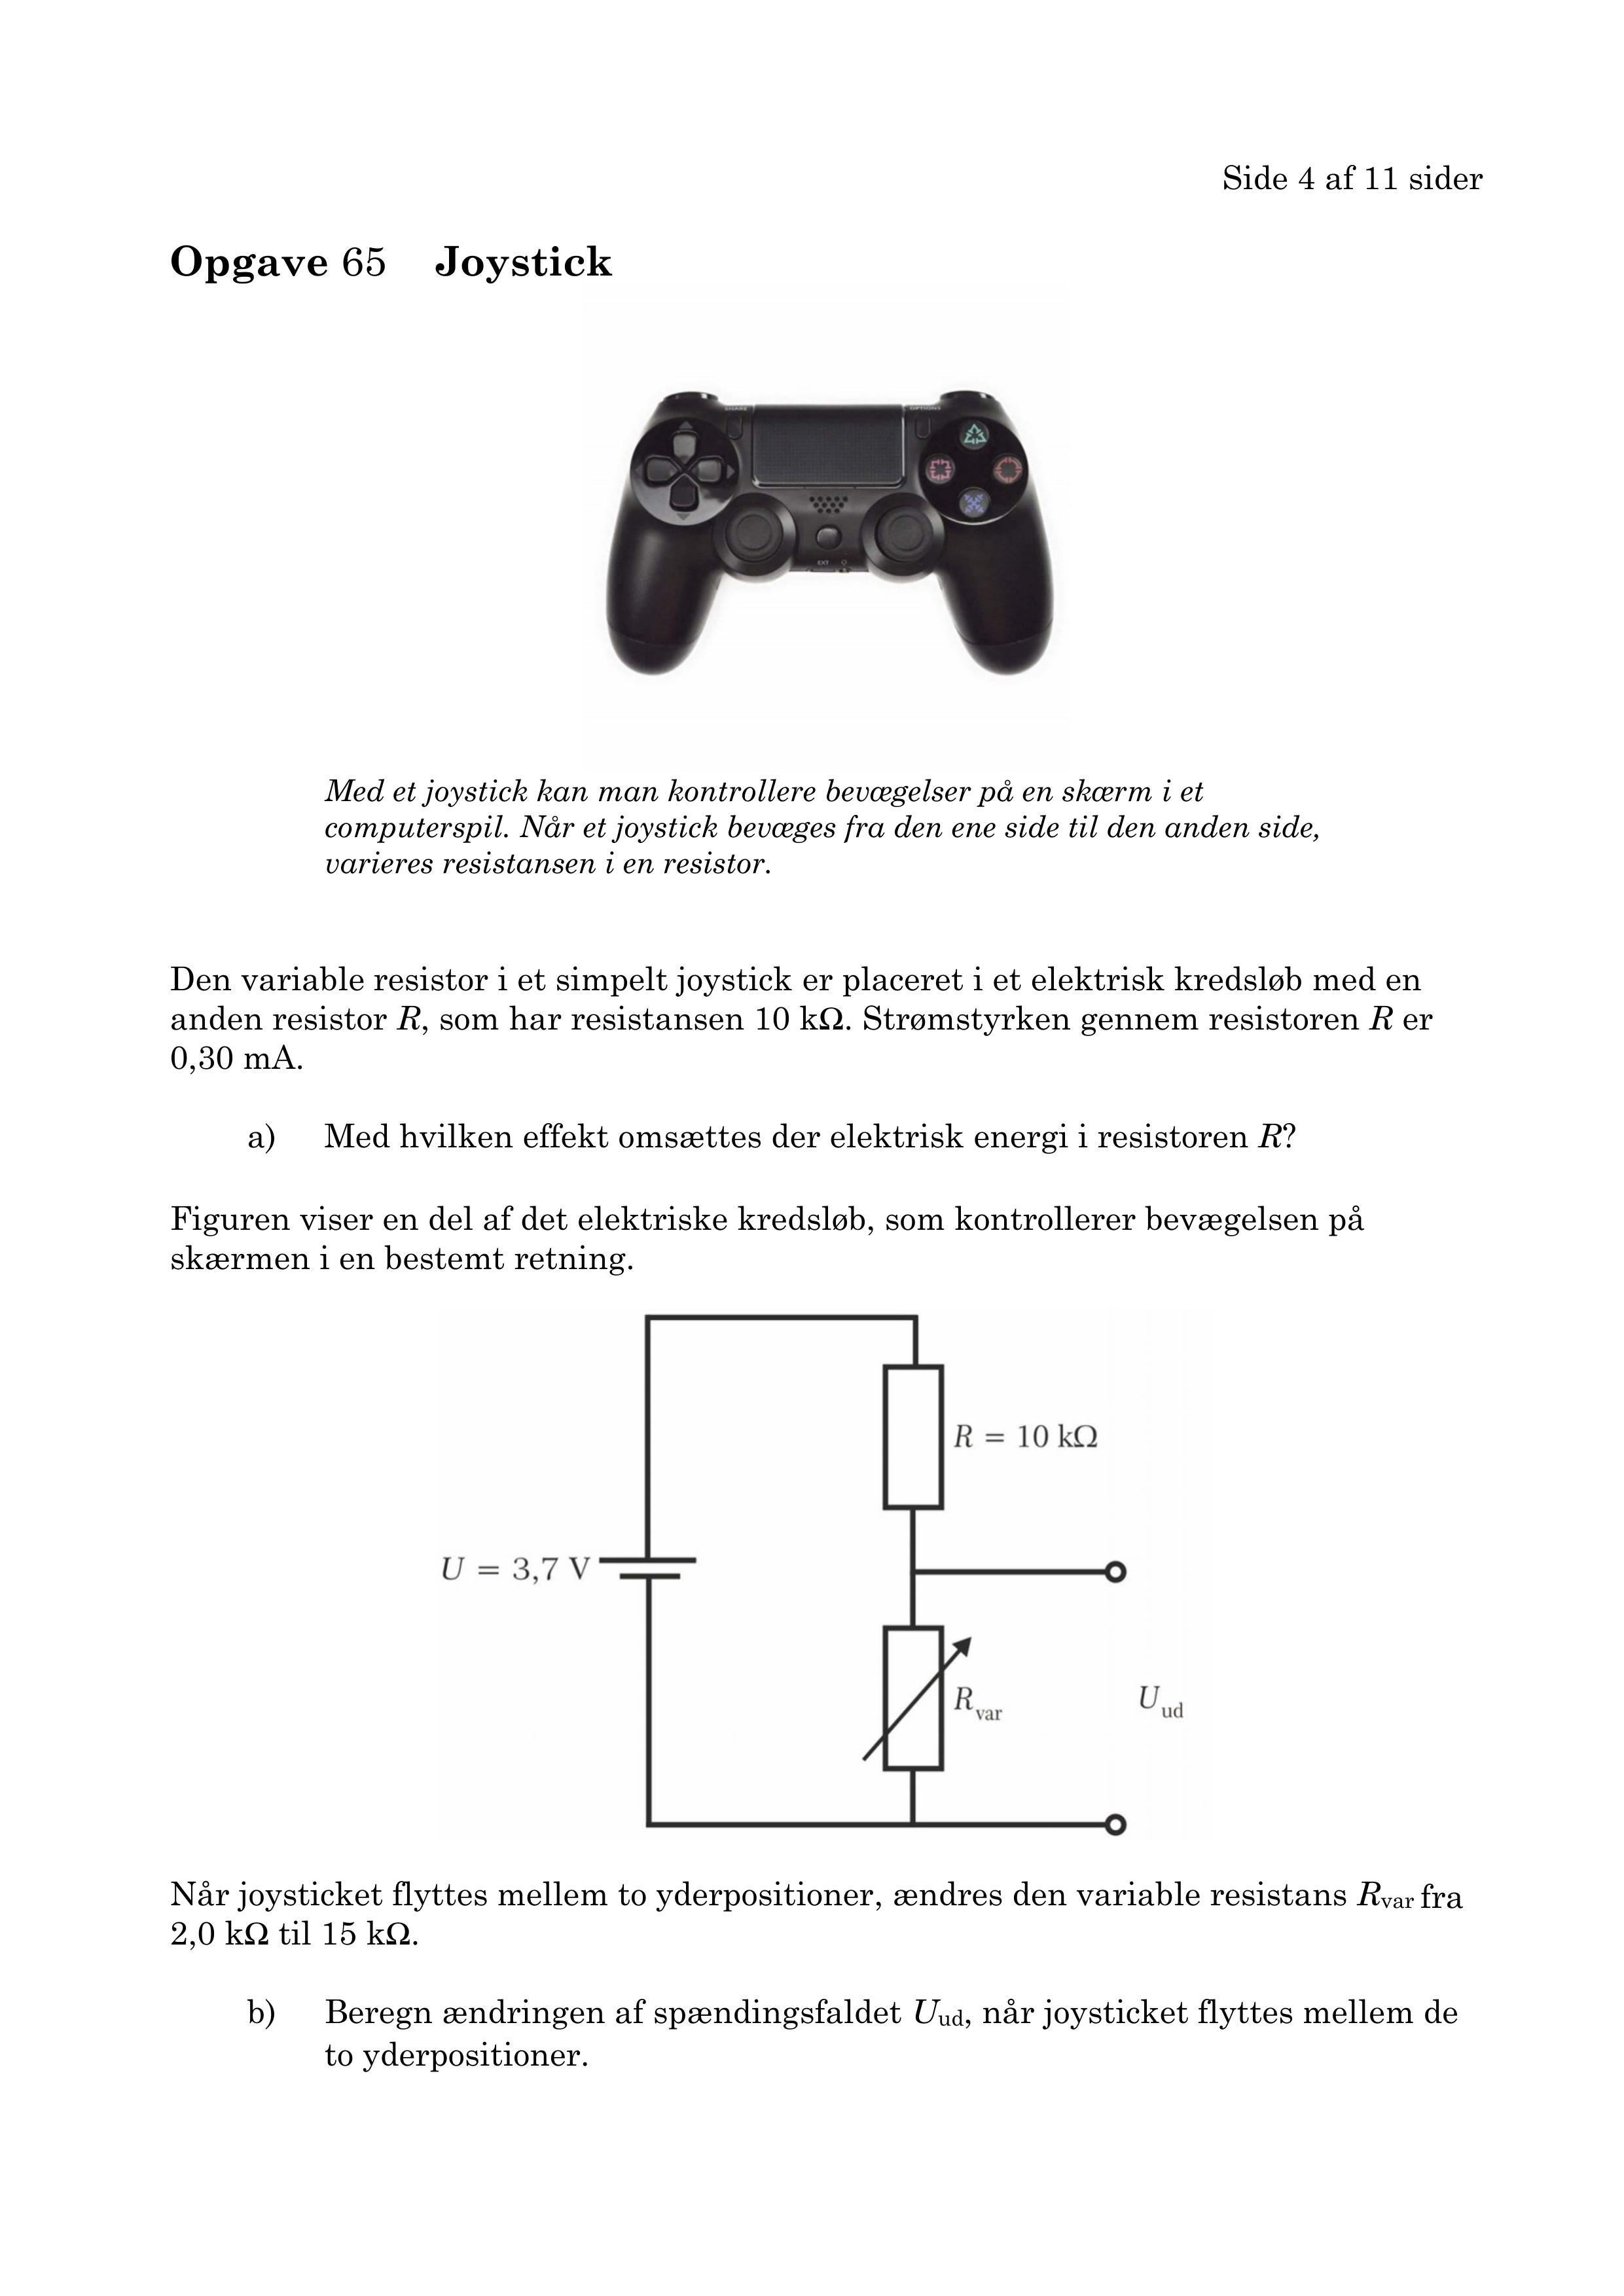 Side 4 af 11 sider
Opgave 65 Joystick
SHARE
OPTIONS
EXT
Med et joystick kan man kontrollere bevægelser på en skærm i et
computerspil. Når et joystick bevæges fra den ene side til den anden side,
varieres resistansen i en resistor.
Den variable resistor i et simpelt joystick er placeret i et elektrisk kredsløb med en
anden resistor R, som har resistansen 10 kΩ. Strømstyrken gennem resistoren R er
0,30 mA.
a) Med hvilken effekt omsættes der elektrisk energi i resistoren R?
Figuren viser en del af det elektriske kredsløb, som kontrollerer bevægelsen på
skærmen i en bestemt retning.
R = 10 kΩ
U = 3,7 V
R var
U ud
Når joysticket flyttes mellem to yderpositioner, ændres den variable resistans Rvar fra
2,0 kΩ til 15 kΩ.
b) Beregn ændringen af spændingsfaldet Uud, når joysticket flyttes mellem de
to yderpositioner.